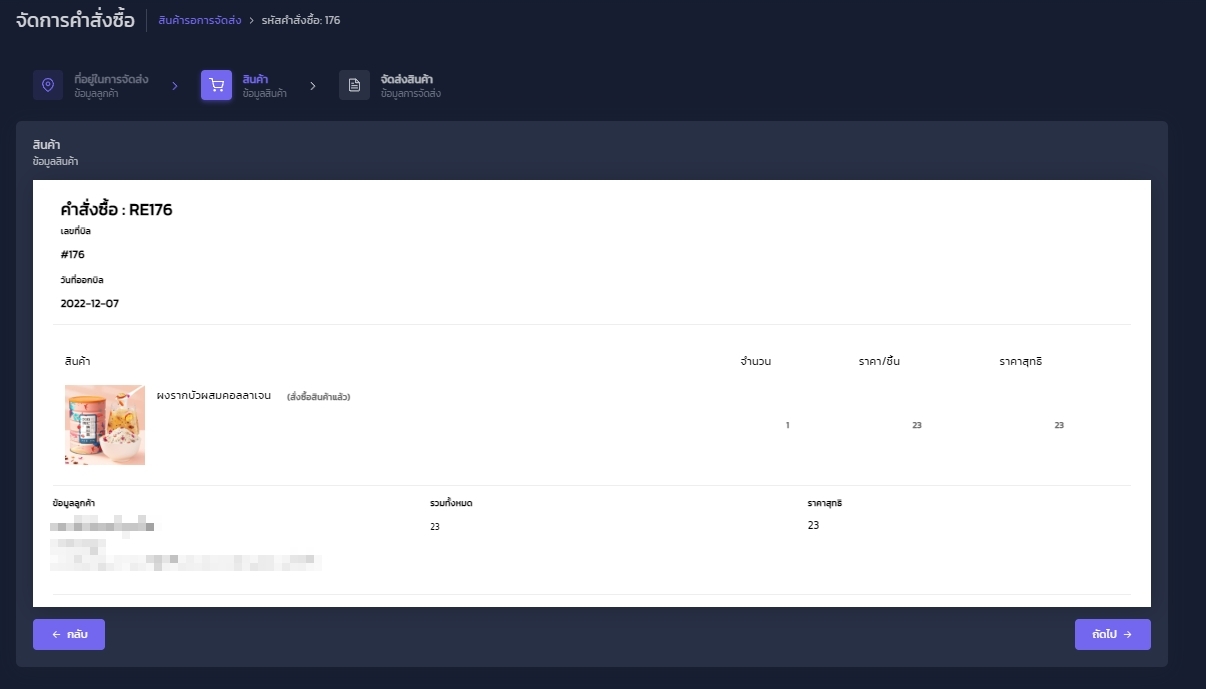 จัดการคำสั่งซื้อ
สินค้ารอการจัดส่ง > รหัสคำสั่งซื้อ: 176
ที่อยู่ในการจัดส่ง
ข้อมูลลูกค้า
สินค้า
ข้อมูลสินค้า
จัดส่งสินค้า
ข้อมูลการจัดส่ง
สินค้า
ข้อมูลสินค้า
คำสั่งซื้อ : RE176
เลขที่บิล
#176
วันที่ออกบิล
2022-12-07
สินค้า จำนวน ราคา/ชิ้น ราคาสุทธิ
ผงรากบัวผสมคอลลาเจน (สั่งซื้อสินค้าแล้ว)
1 23 23
ข้อมูลลูกค้า รวมทั้งหมด ราคาสุทธิ
23 23
← กลับ ถัดไป →